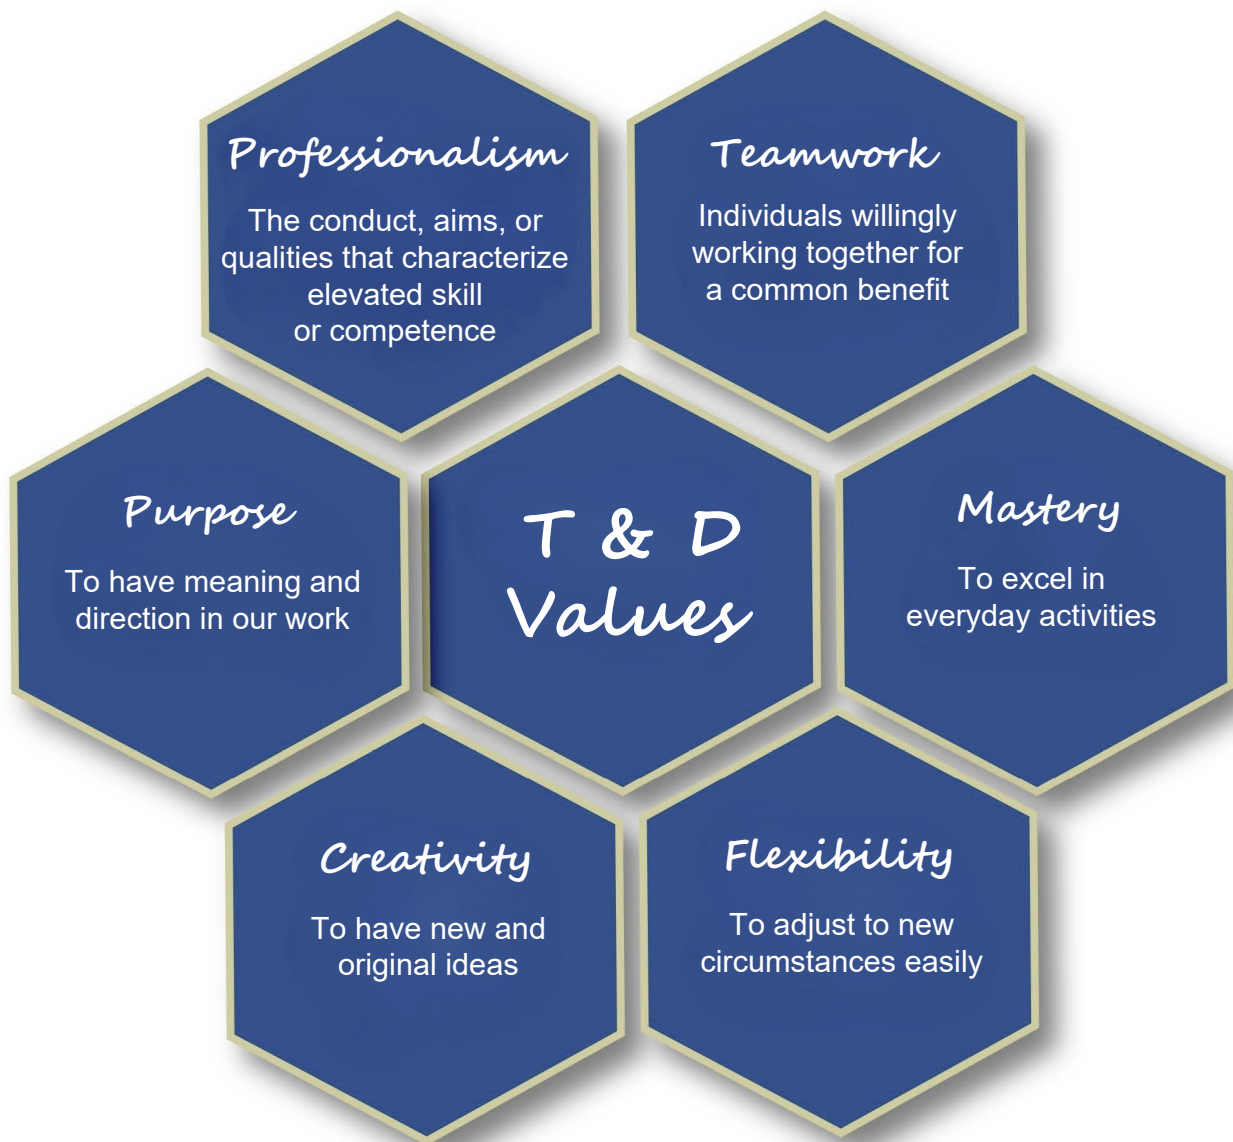 Professionalism
The conduct, aims, or
qualities that characterize
elevated skill
or competence
Teamwork
Individuals willingly
working together for
a common benefit
Purpose
To have meaning and
direction in our work
T & D
Values
Mastery
To excel in
everyday activities
Creativity
To have new and
original ideas
Flexibility
To adjust to new
circumstances easily